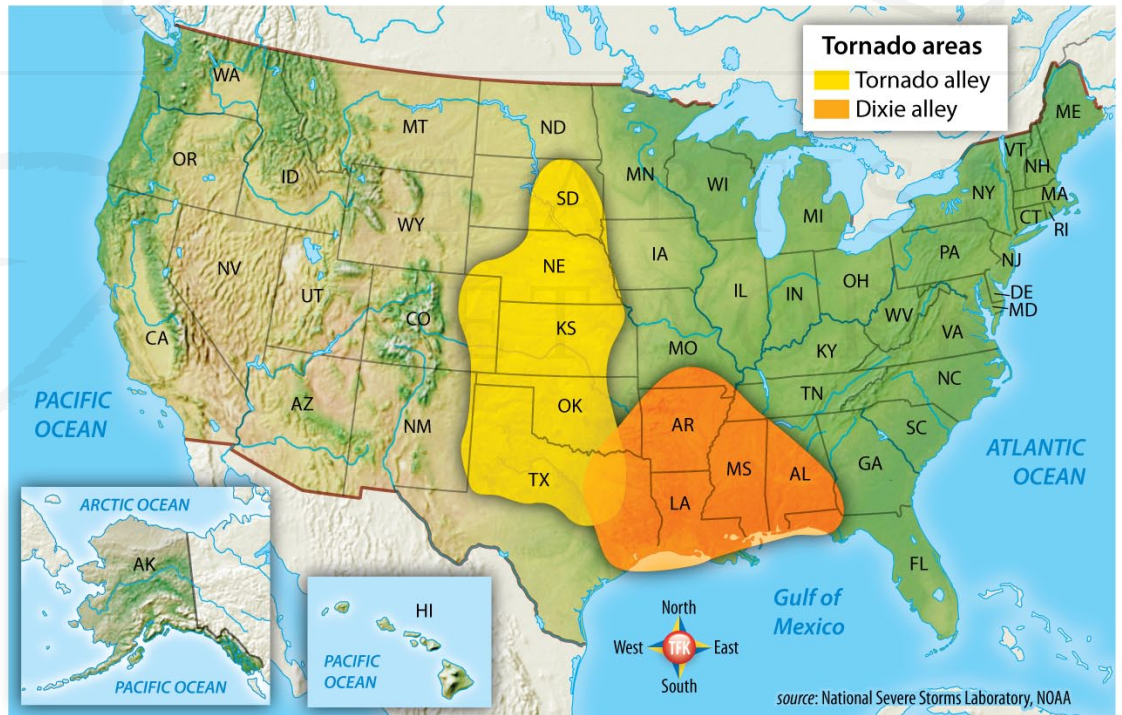 Tornado areas
Tornado alley
Dixie alley
WA
MT
ND
MN
ME
VT
NH
OR
ID
SD
WI
NY
MA
WY
MI
CT
RI
IA
PA
NV
NE
NJ
UT
IL
IN
OH
DE
MD
CO
WV
CA
KS
MO
VA
KY
NC
AZ
NM
OK
TN
AR
SC
PACIFIC
OCEAN
MS
AL
GA
ATLANTIC
OCEAN
TX
LA
ARCTIC OCEAN
AK
FL
PACIFIC OCEAN
HI
PACIFIC
OCEAN
Gulf of
Mexico
North
West TFK East
South
source: National Severe Storms Laboratory, NOAA